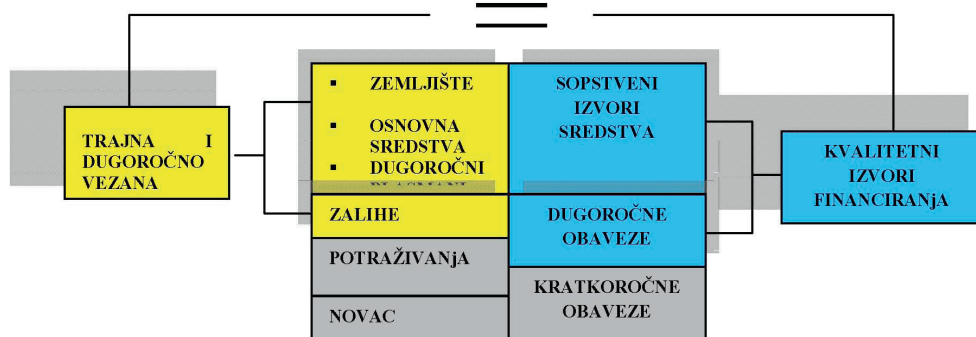 TRAJNA I
DUGOROČNO
VEZANA
▪ ZEMLJIŠTE
▪ OSNOVNA
SREDSTVA
▪ DUGOROČNI
ZALIHE
POTRAŽIVANjA
NOVAC
SOPSTVENI
IZVORI
SREDSTVA
DUGOROČNE
OBAVEZE
KRATKOROČNE
OBAVEZE
KVALITETNI
IZVORI
FINANCIRANjA